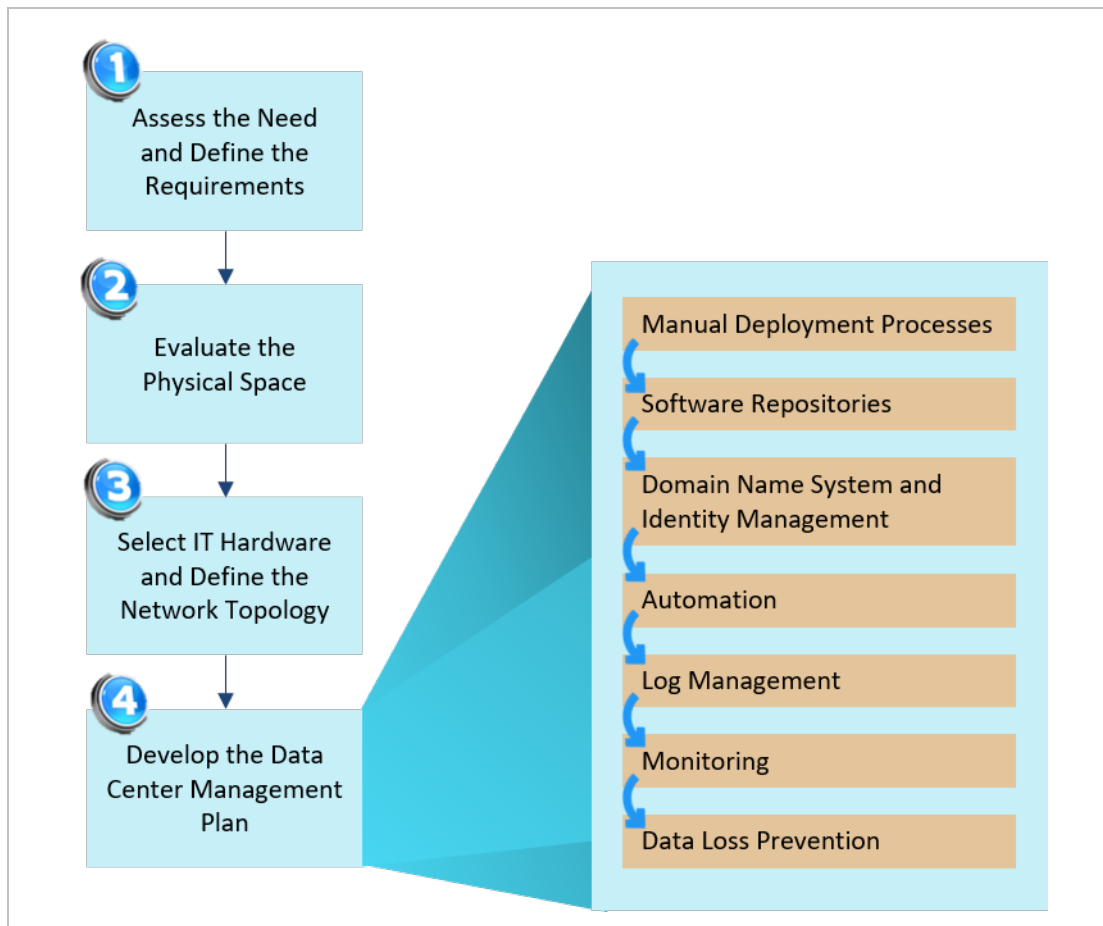 1
Assess the Need
and Define the
Requirements
2
Evaluate the
Physical Space
3
Select IT Hardware
and Define the
Network Topology
4
Develop the Data
Center Management
Plan
Manual Deployment Processes
Software Repositories
Domain Name System and
Identity Management
Automation
Log Management
Monitoring
Data Loss Prevention